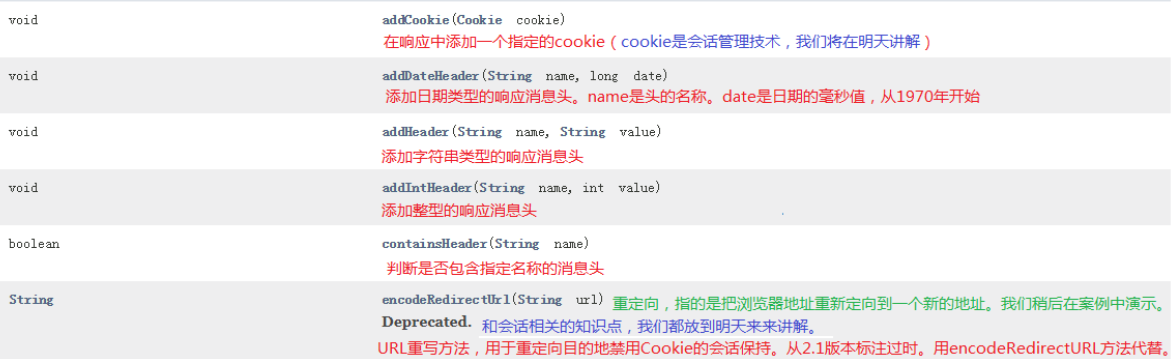 void addCookie(Cookie cookie)
在响应中添加一个指定的cookie（cookie是会话管理技术，我们将在明天讲解）
void addDateHeader(String name, long date)
添加日期类型的响应消息头。name是头的名称。date是日期的毫秒值，从1970年开始
void addHeader(String name, String value)
添加字符串类型的响应消息头
void addIntHeader(String name, int value)
添加整型的响应消息头
boolean containsHeader(String name)
判断是否包含指定名称的消息头
String encodeRedirectUrl(String url) 重定向，指的是把浏览器地址重新定向到一个新的地址。我们稍后在案例中演示。
Deprecated. 和会话相关的知识点，我们都放到明天来来讲解。
URL重写方法，用于重定向目的地禁用Cookie的会话保持。从2.1版本标注过时。用encodeRedirectURL方法代替。